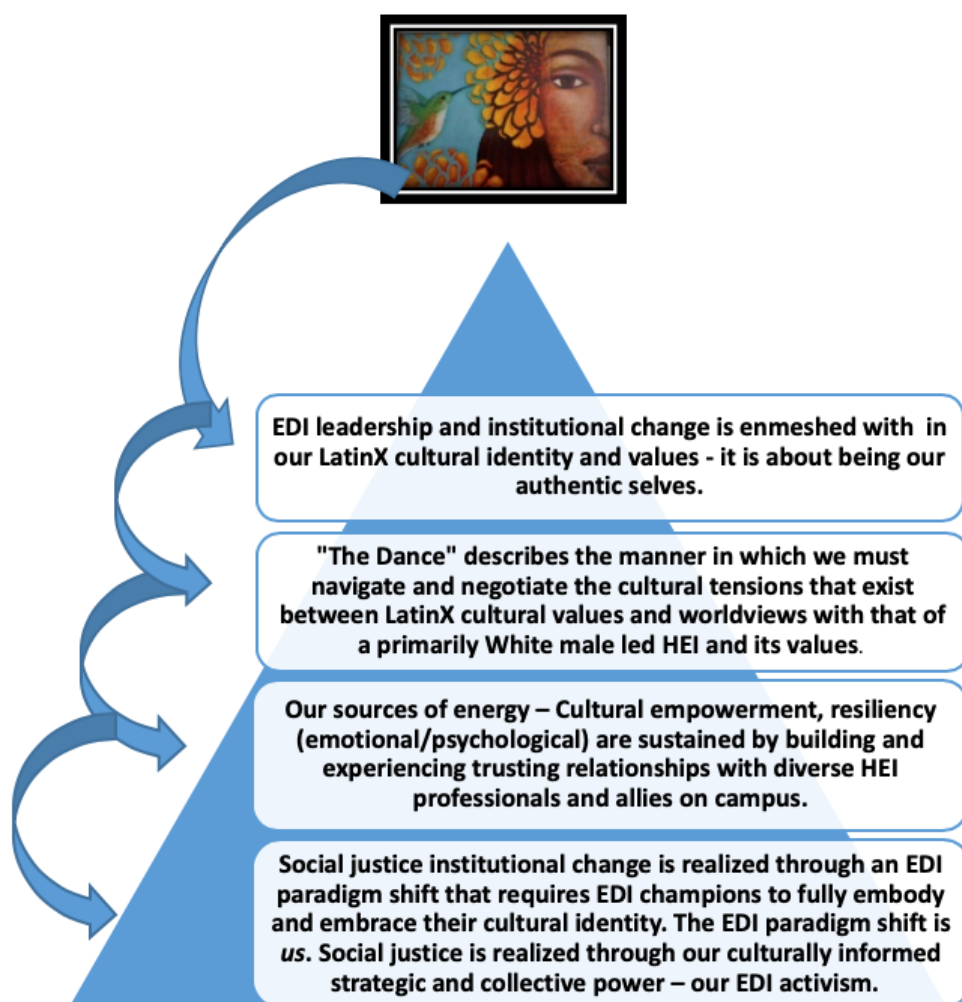 EDI leadership and institutional change is enmeshed with in
our LatinX cultural identity and values - it is about being our
authentic selves.
"The Dance" describes the manner in which we must
navigate and negotiate the cultural tensions that exist
between LatinX cultural values and worldviews with that of
a primarily White male led HEI and its values.
Our sources of energy – Cultural empowerment, resiliency
(emotional/psychological) are sustained by building and
experiencing trusting relationships with diverse HEI
professionals and allies on campus.
Social justice institutional change is realized through an EDI
paradigm shift that requires EDI champions to fully embody
and embrace their cultural identity. The EDI paradigm shift is
us. Social justice is realized through our culturally informed
strategic and collective power – our EDI activism.